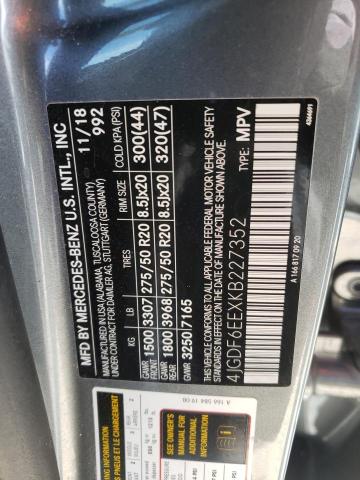 MFD BY MERCEDES-BENZ U.S. INTL., INC
MANUFACTURED IN USA (ALABAMA, TUSCALOOSA COUNTY)
UNDER CONTRACT FOR DAIMLER AG, STUTTGART (GERMANY)
11/18
992
KG LB TIRES RIM SIZE COLD KPA (PSI)
GAWR FRONT 1500 3307 275/50 R20 8.5Jx20 300(44)
GAWR REAR 1800 3968 275/50 R20 8.5Jx20 320(47)
GVWR 3250 7165
THIS VEHICLE CONFORMS TO ALL APPLICABLE FEDERAL MOTOR VEHICLE SAFETY
STANDARDS IN EFFECT ON THE DATE OF MANUFACTURE SHOWN ABOVE.
4JGDF6EEXKB227352 TYPE: MPV
A 166 817 09 20
A 166 584 19 08
SEE OWNER'S
MANUAL FOR
ADDITIONAL
INFORMATION